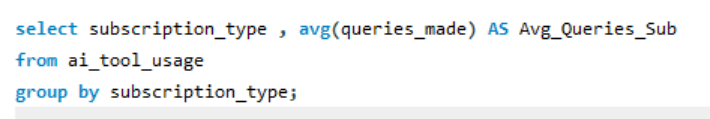 select subscription_type , avg(queries_made) AS Avg_Queries_Sub
from ai_tool_usage
group by subscription_type;